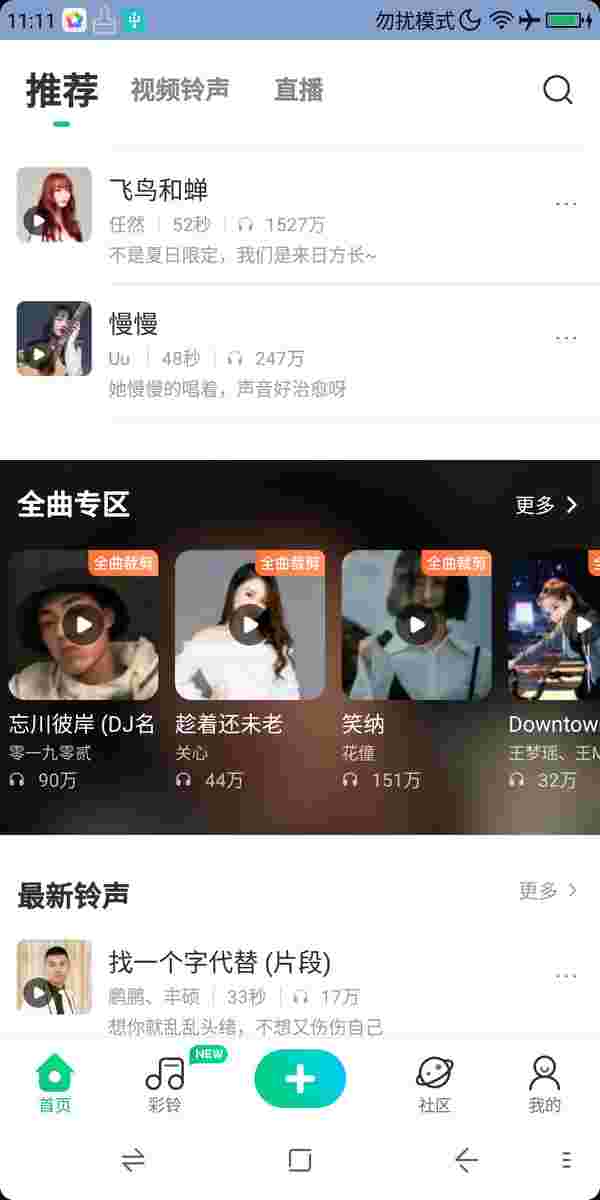 11:11 勿扰模式
推荐 视频铃声 直播
飞鸟和蝉
任然 52秒 1527万
不是夏日限定，我们是来日方长~
慢慢
Uu 48秒 247万
她慢慢的唱着，声音好治愈呀
全曲专区 更多
全曲裁剪 全曲裁剪 全曲裁剪 全
忘川彼岸 (DJ名 趁着还未老 笑纳 Downtow
零一九零贰 关心 花僮 王梦瑶、王M
90万 44万 151万 32万
最新铃声 更多
找一个字代替 (片段)
鹏鹏、丰硕 33秒 17万
想你就乱乱头绪，不想又伤伤自己
NEW
首页 彩铃 社区 我的